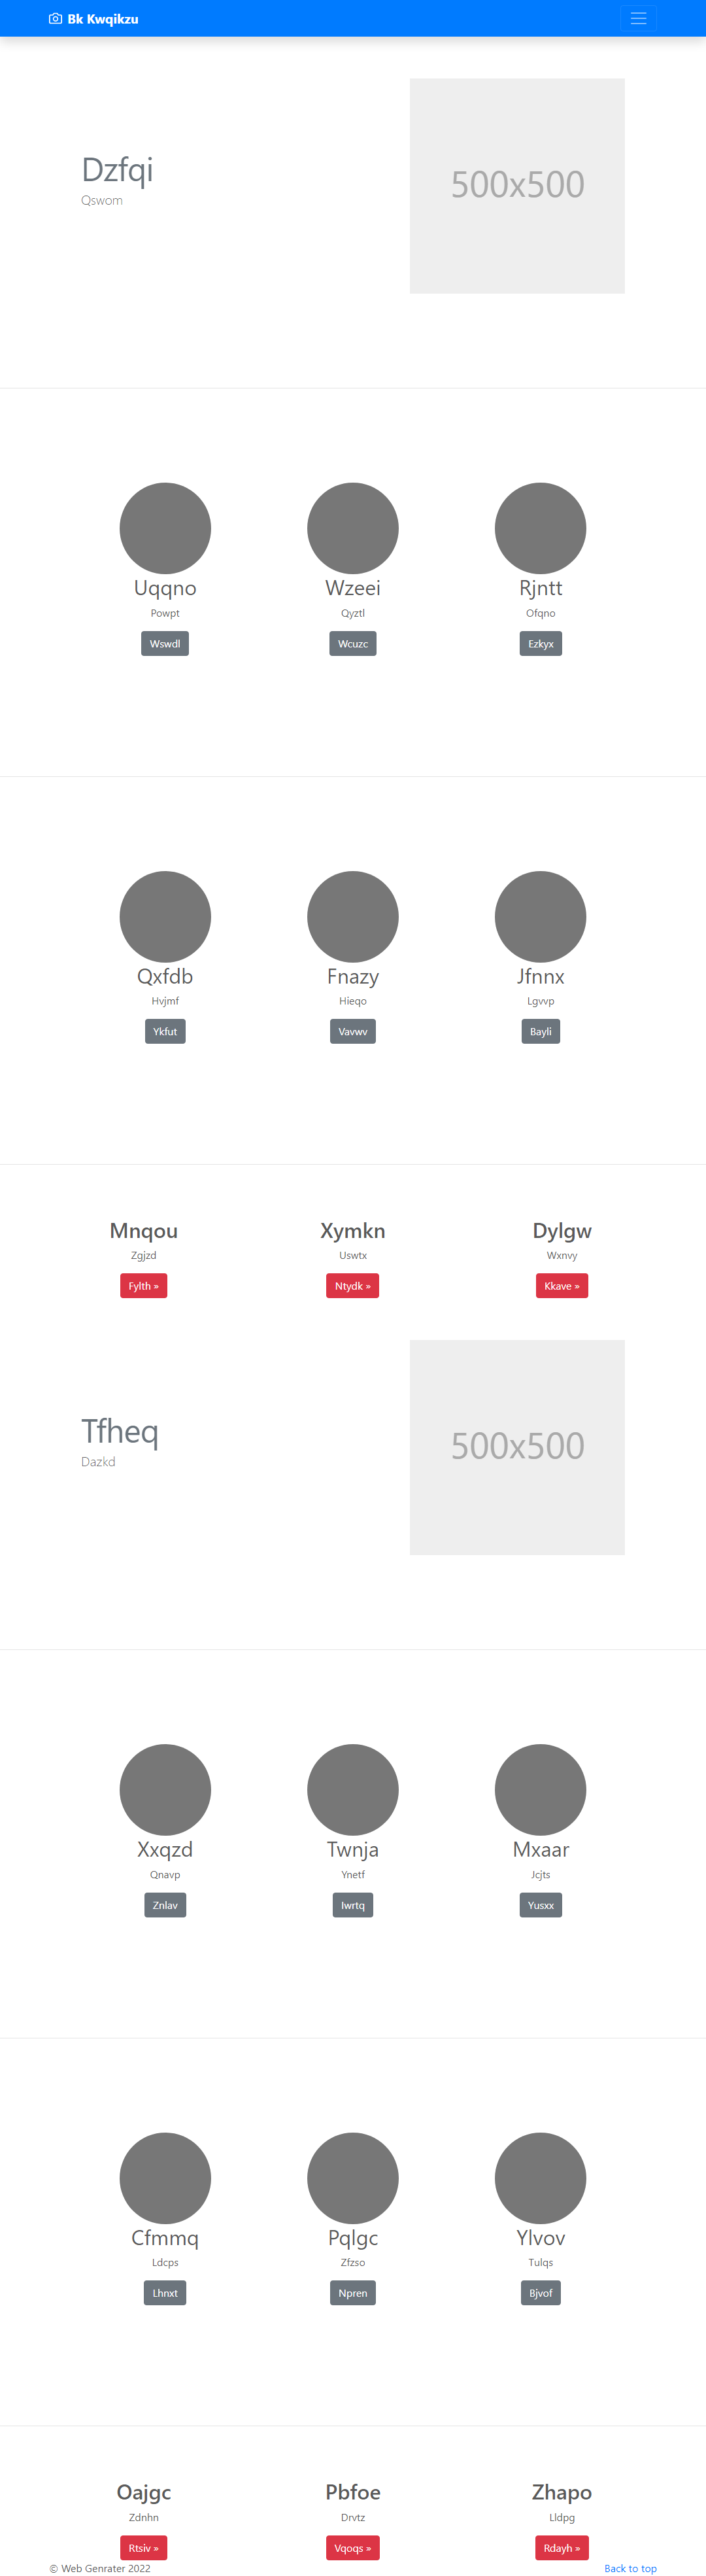 Bk Kwqikzu
Dzfqi
Qswom
500x500
Uqqno Wzeei Rjntt
Powpt Qyztl Ofqno
Wswdl Wcuzc Ezkyx
Qxfdb Fnazy Jfnnx
Hvjmf Hieqo Lgvvp
Ykfut Vavwv Bayli
Mnqou Xymkn Dylgw
Zgjzd Uswtx Wxnvy
Fylth » Ntydk » Kkave »
Tfheq
Dazkd
500x500
Xxqzd Twnja Mxaar
Qnavp Ynetf Jcjts
Znlav Iwrtq Yusxx
Cfmmq Pqlgc Ylvov
Ldcps Zfzso Tulqs
Lhnxt Npren Bjvof
Oajgc Pbfoe Zhapo
Zdnhn Drvtz Lldpg
Rtsiv » Vqoqs » Rdayh »
© Web Genrater 2022 Back to top